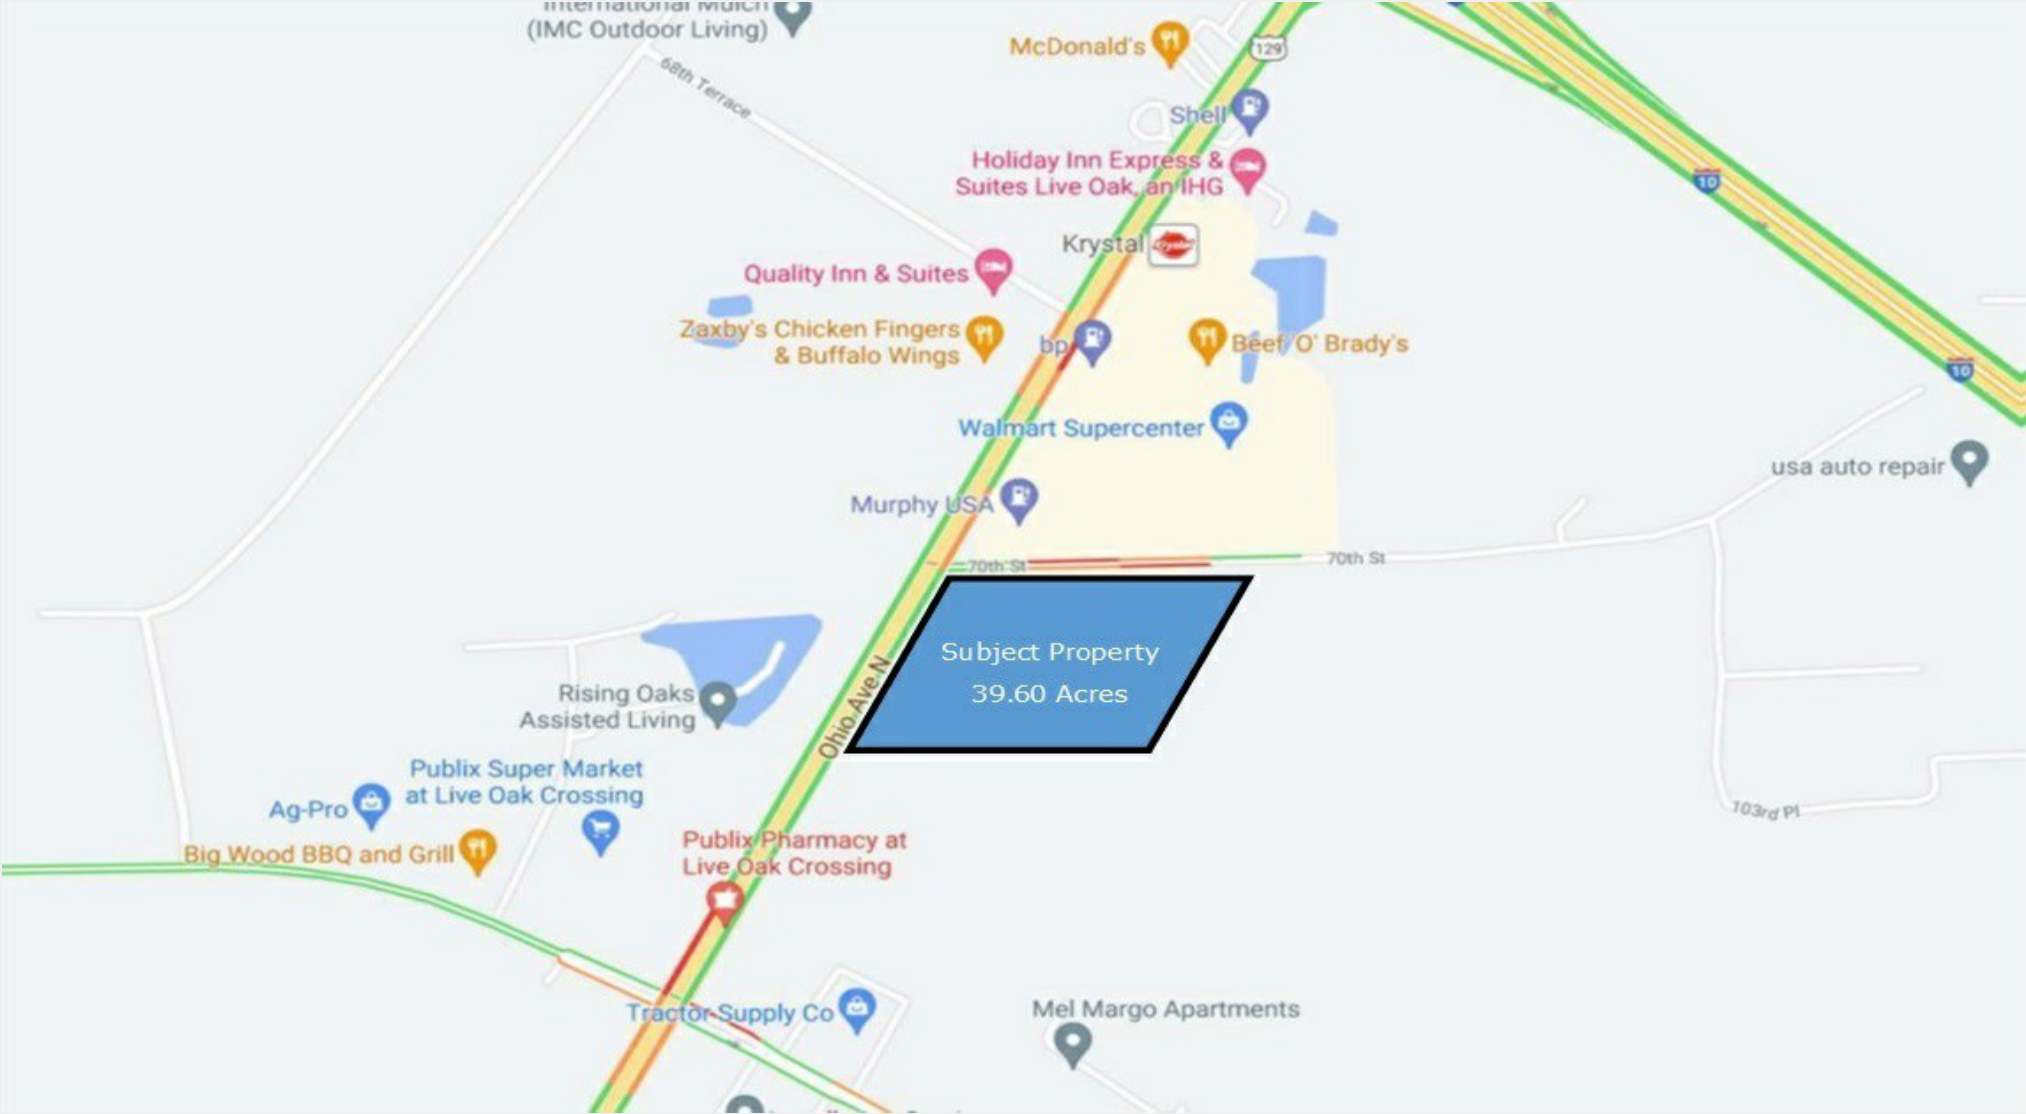 International Mulch
(IMC Outdoor Living)
McDonald's
129
68th Terrace
Shell
10
Holiday Inn Express &
Suites Live Oak, an IHG
Krystal
Krystal
Quality Inn & Suites
Zaxby's Chicken Fingers
& Buffalo Wings
bp
Beef 'O' Brady's
10
Walmart Supercenter
usa auto repair
Murphy USA
70th St
70th St
Subject Property
39.60 Acres
Ohio Ave N
Rising Oaks
Assisted Living
Publix Super Market
at Live Oak Crossing
Ag-Pro
103rd Pl
Big Wood BBQ and Grill
Publix Pharmacy at
Live Oak Crossing
Tractor Supply Co
Mel Margo Apartments